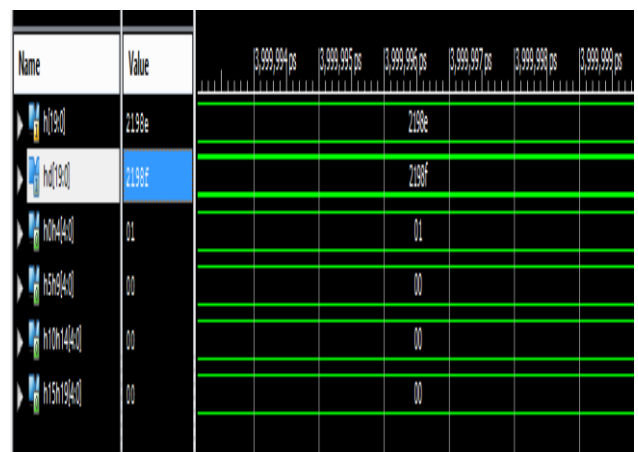 Name Value 3,999,994 ps 3,999,995 ps 3,999,996 ps 3,999,997 ps 3,999,998 ps 3,999,999 ps
h[19:0] 2198e 2198e
hd[19:0] 2198f 2198f
h0h4[4:0] 01 01
h5h9[4:0] 00 00
h10h14[4:0] 00 00
h15h19[4:0] 00 00